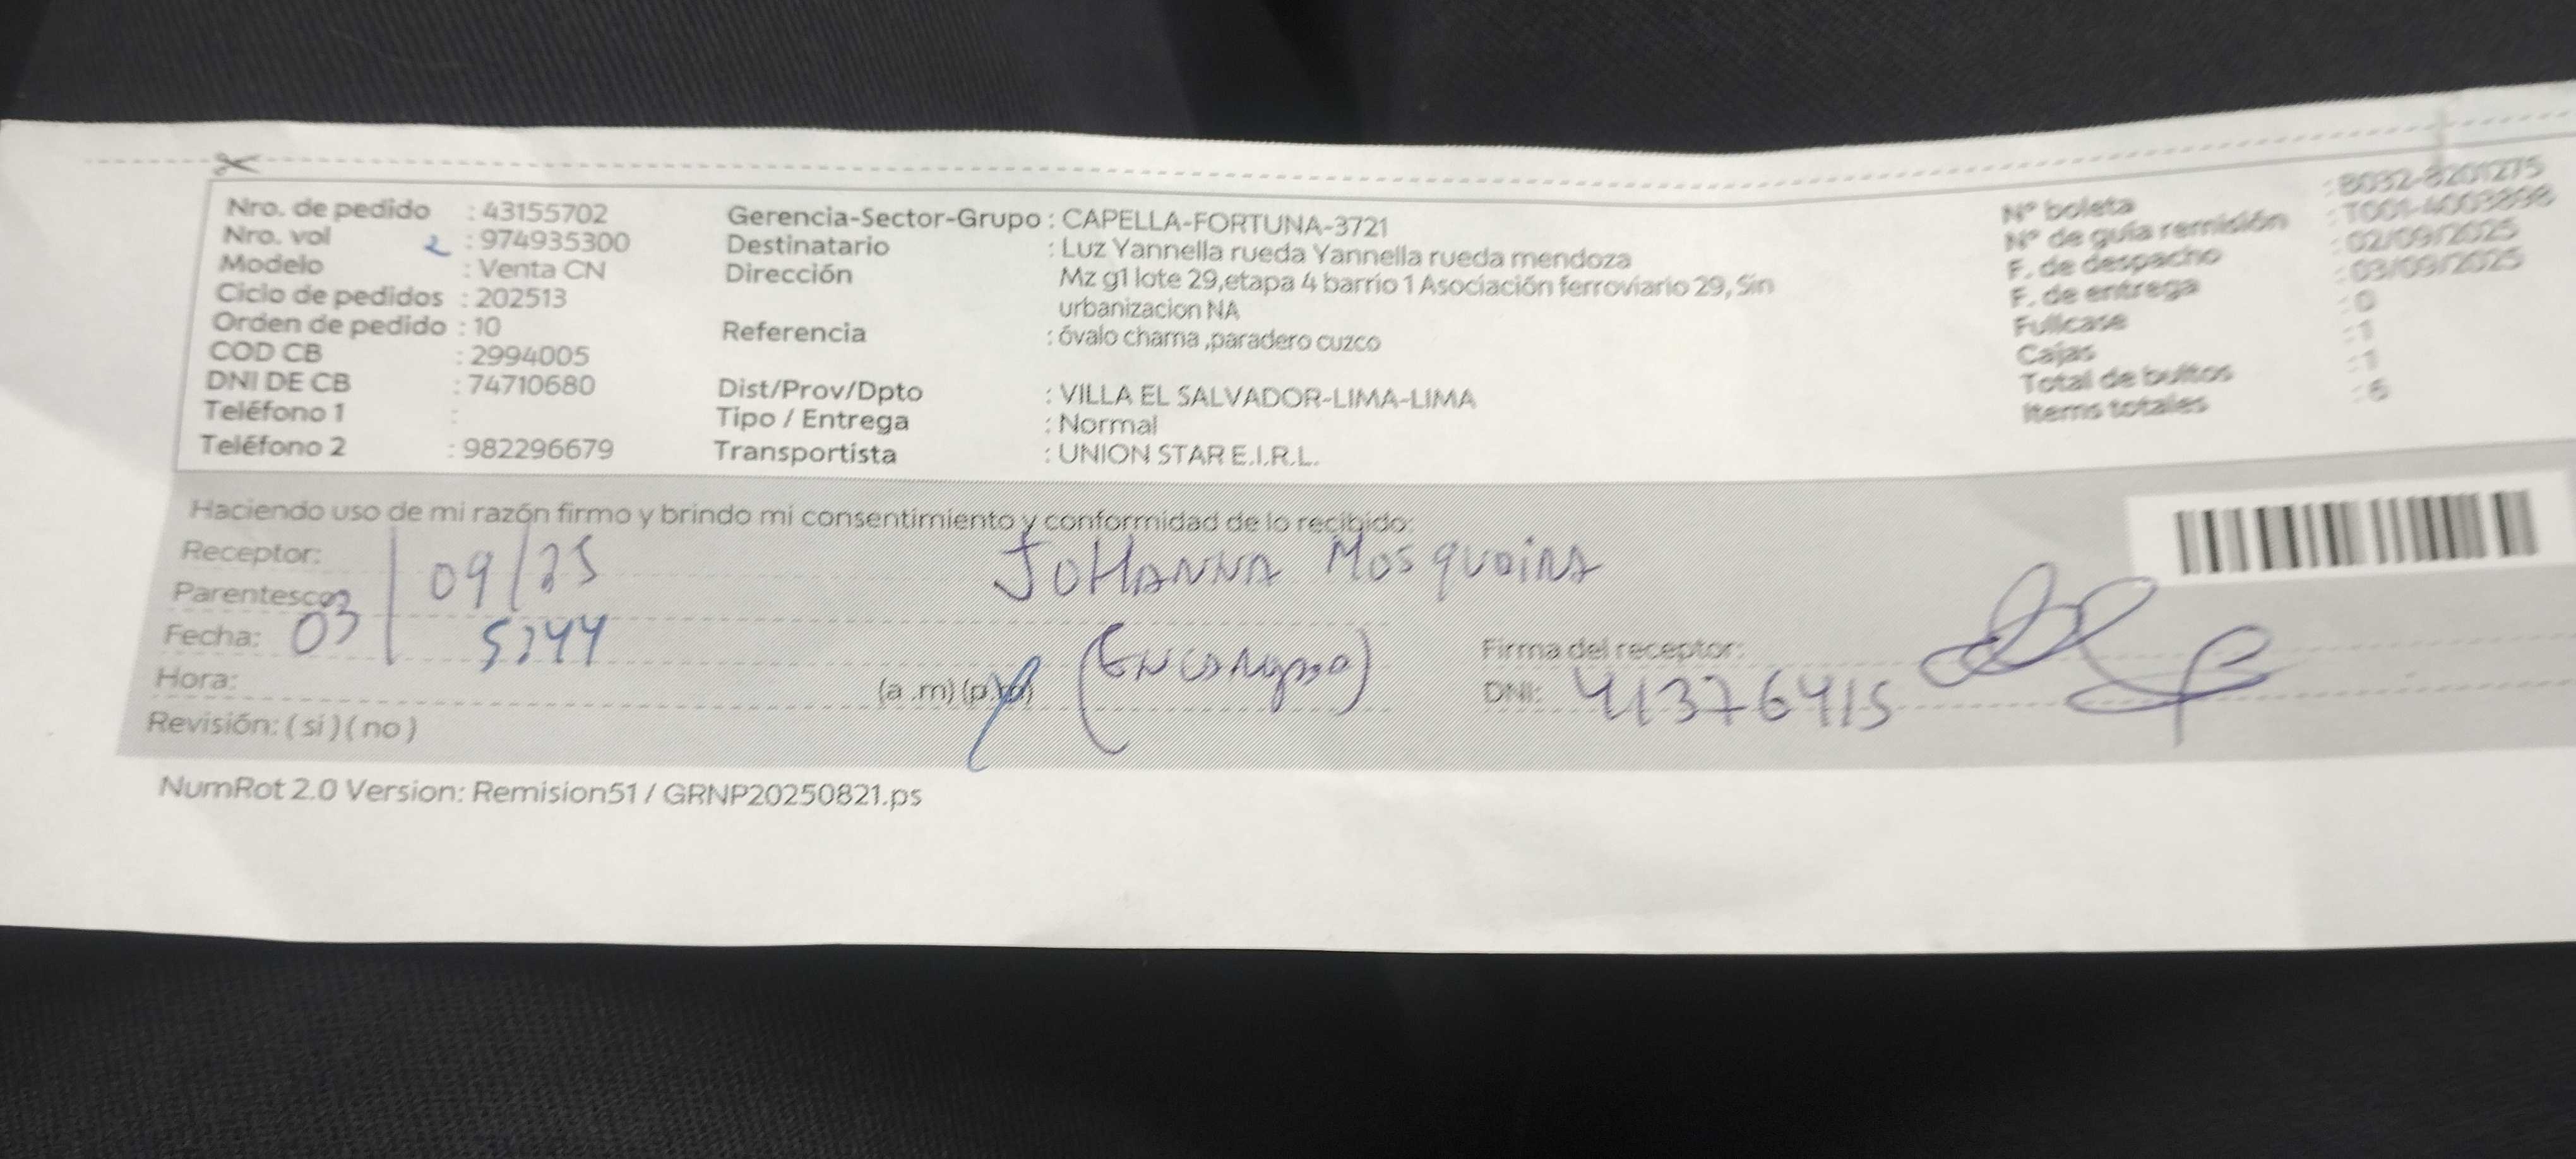 Nro. de pedido : 43155702
Nro. vol 2 : 974935300
Modelo : Venta CN
Ciclo de pedidos : 202513
Orden de pedido : 10
COD CB : 2994005
DNI DE CB : 74710680
Teléfono 1 :
Teléfono 2 : 982296679
Gerencia-Sector-Grupo : CAPELLA-FORTUNA-3721
Destinatario : Luz Yannella rueda Yannella rueda mendoza
Dirección Mz g1 lote 29,etapa 4 barrio 1 Asociación ferroviario 29, Sin
urbanizacion NA
Referencia : óvalo chama ,paradero cuzco
Dist/Prov/Dpto : VILLA EL SALVADOR-LIMA-LIMA
Tipo / Entrega : Normal
Transportista : UNION STAR E.I.R.L.
Nº boleta : B032-8201275
Nº de guía remisión : T001-4003898
F. de despacho : 02/09/2025
F. de entrega : 03/09/2025
Fullcase : 0
Cajas : 1
Total de bultos : 1
Items totales : 6
Haciendo uso de mi razón firmo y brindo mi consentimiento y conformidad de lo recibido:
Receptor: JOHANNA MOSQUEIRA
Parentesco:
Fecha: 03/09/25
5:44
Hora: (a .m) (p.m)
Revisión: ( si ) ( no )
Firma del receptor:
DNI: 41376415
NumRot 2.0 Version: Remision51 / GRNP20250821.ps